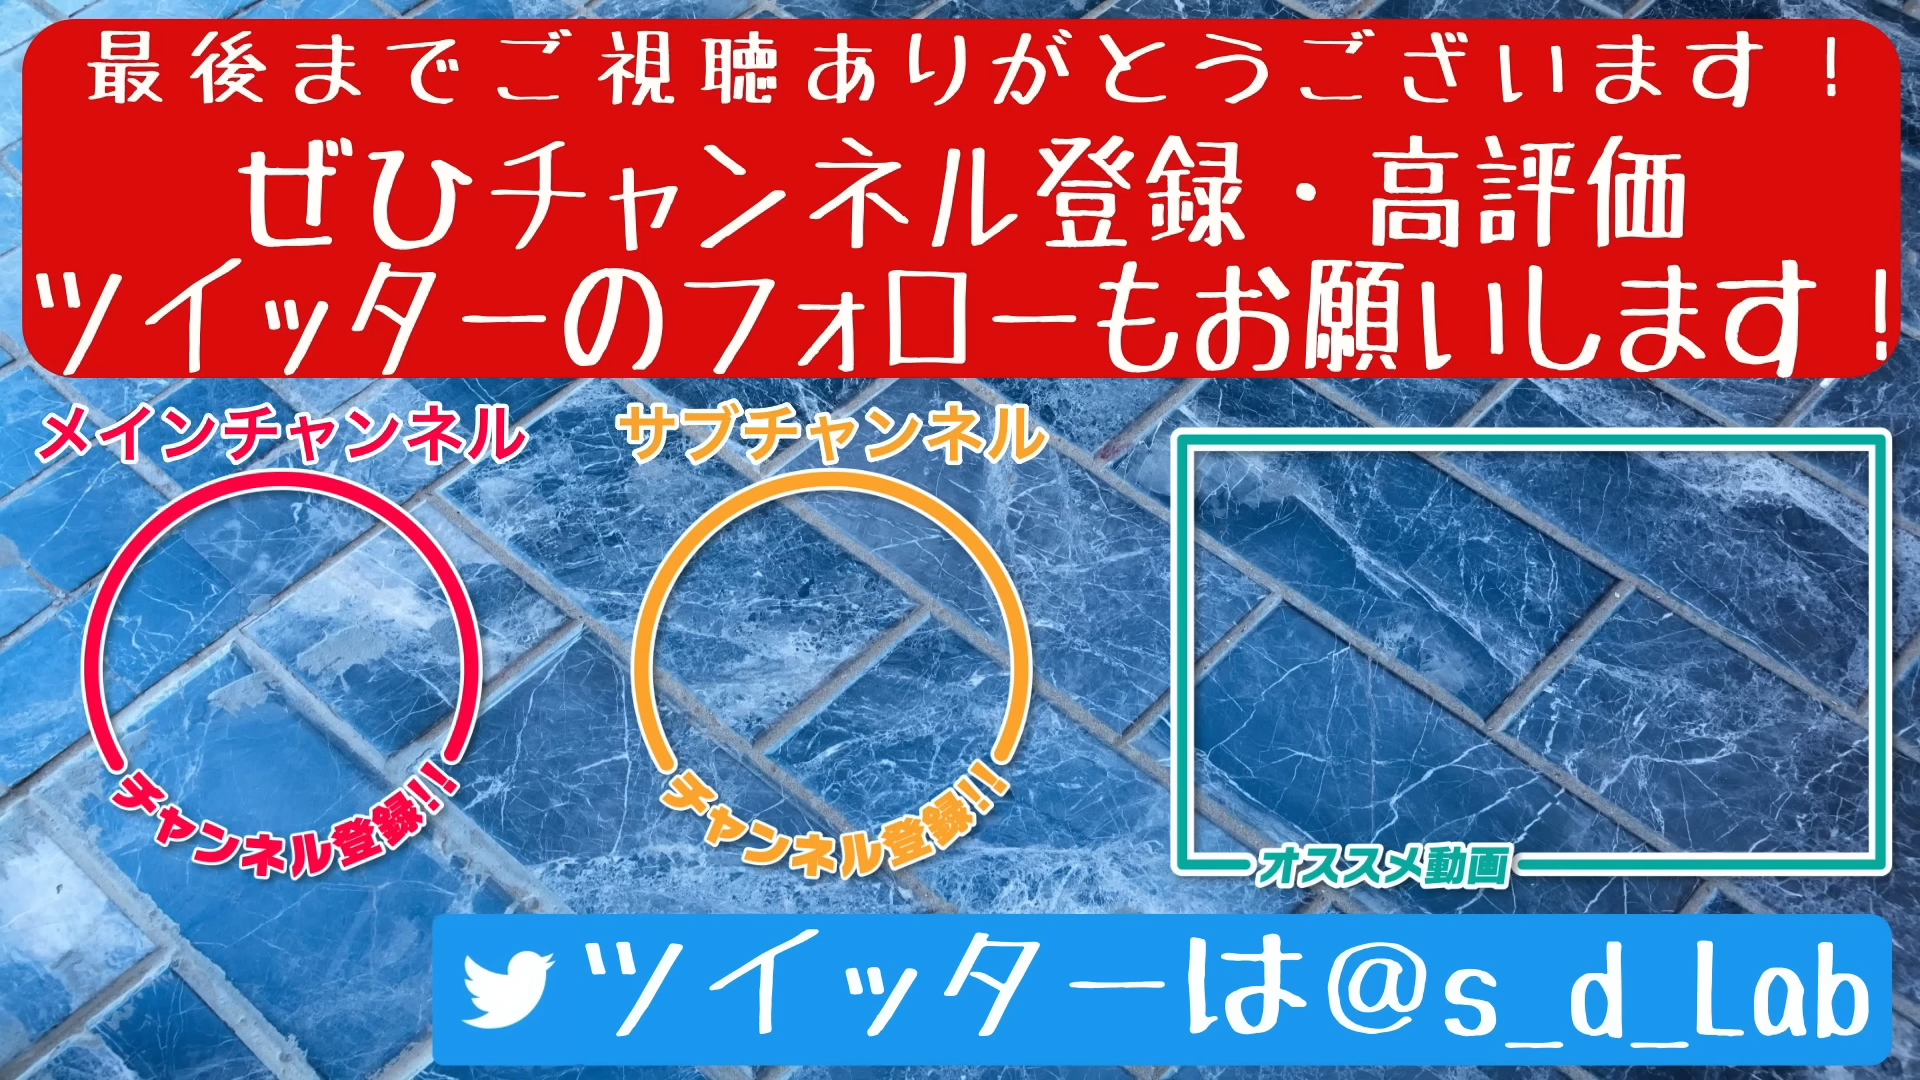 最後までご視聴ありがとうございます！
ぜひチャンネル登録・高評価
ツイッターのフォローもお願いします！
メインチャンネル
サブチャンネル
チャンネル登録!!
チャンネル登録!!
オススメ動画
ツイッターは@s_d_Lab